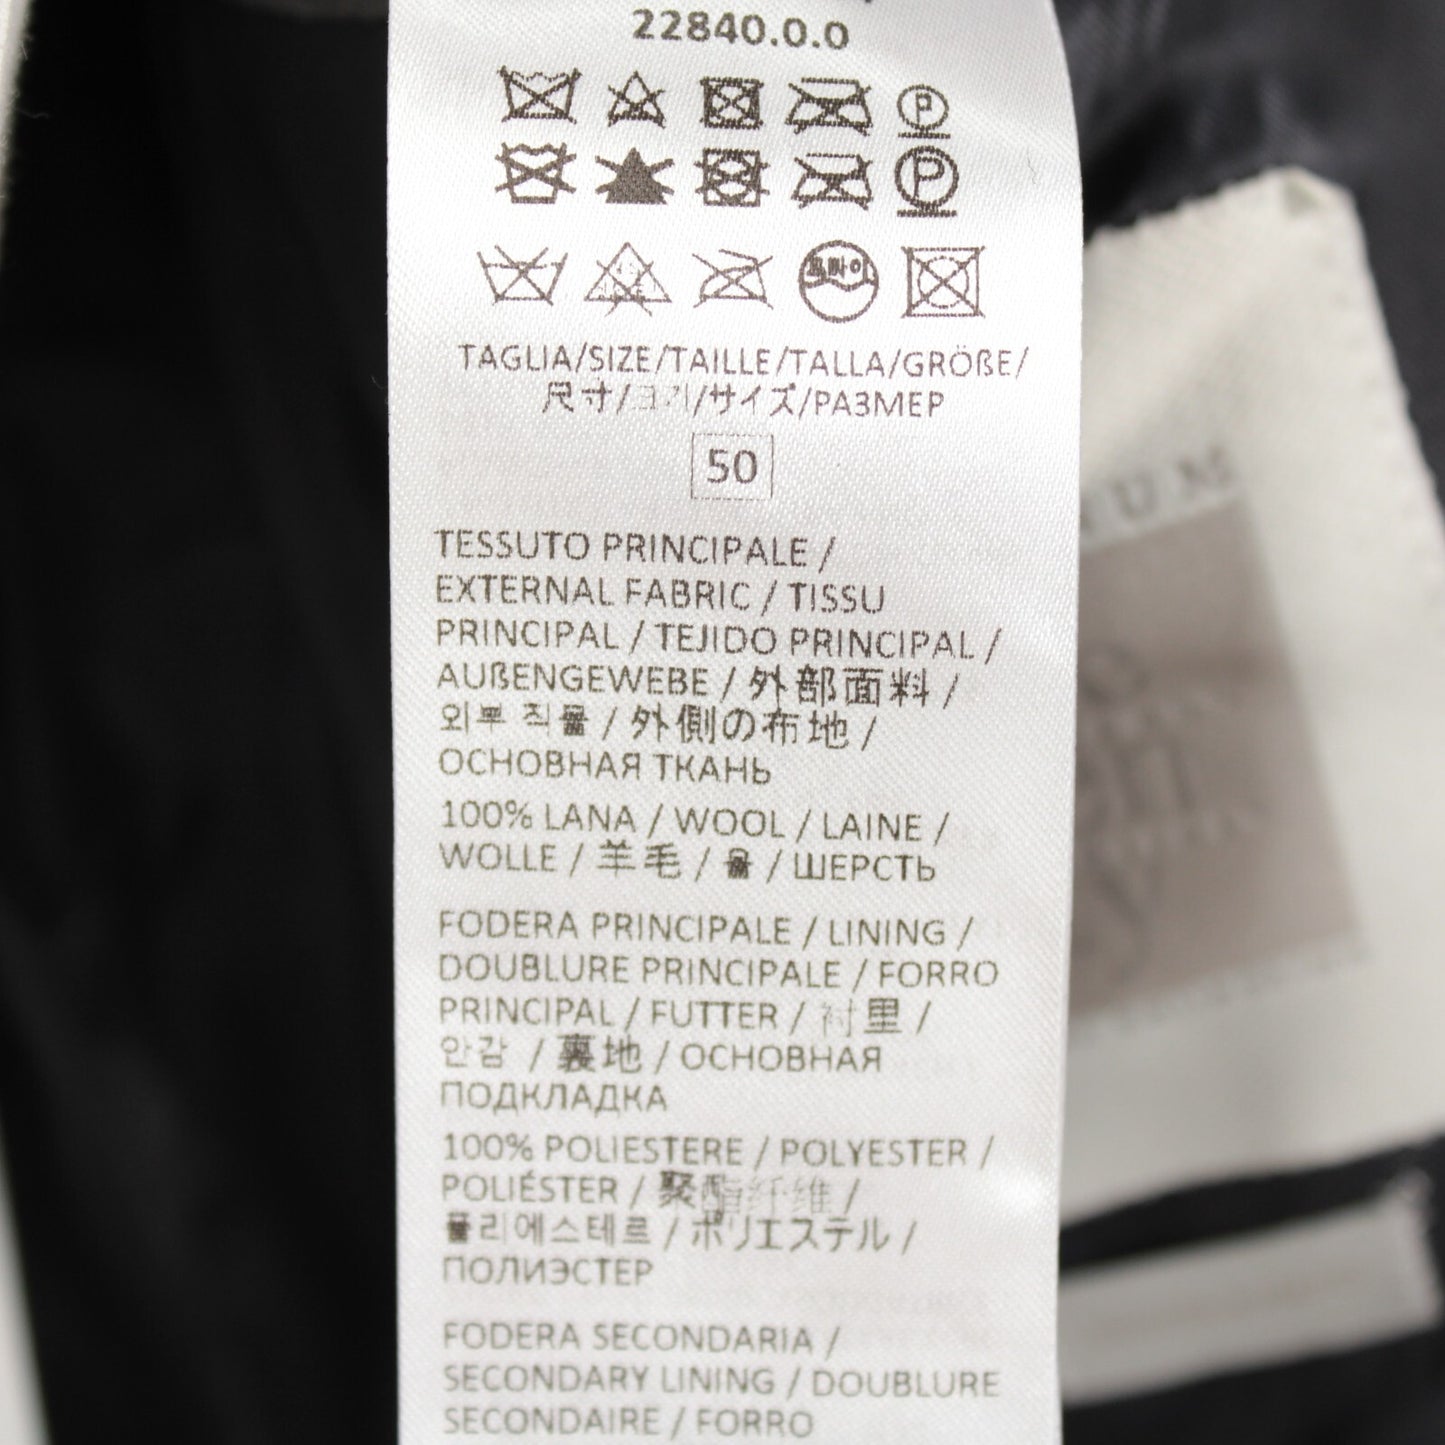 22840.0.0
TAGLIA/SIZE/TAILLE/TALLA/GRÖßE/
尺寸/크기/サイズ/РАЗМЕР
50
TESSUTO PRINCIPALE /
EXTERNAL FABRIC / TISSU
PRINCIPAL / TEJIDO PRINCIPAL /
AUßENGEWEBE / 外部面料 /
외부 직물 / 外側の布地 /
ОСНОВНАЯ ТКАНЬ
100% LANA / WOOL / LAINE /
WOLLE / 羊毛 / 울 / ШЕРСТЬ
FODERA PRINCIPALE / LINING /
DOUBLURE PRINCIPALE / FORRO
PRINCIPAL / FUTTER / 衬里 /
안감 / 裏地 / ОСНОВНАЯ
ПОДКЛАДКА
100% POLIESTERE / POLYESTER /
POLIÉSTER / 聚酯纤维 /
폴리에스테르 / ポリエステル /
ПОЛИЭСТЕР
FODERA SECONDARIA /
SECONDARY LINING / DOUBLURE
SECONDAIRE / FORRO